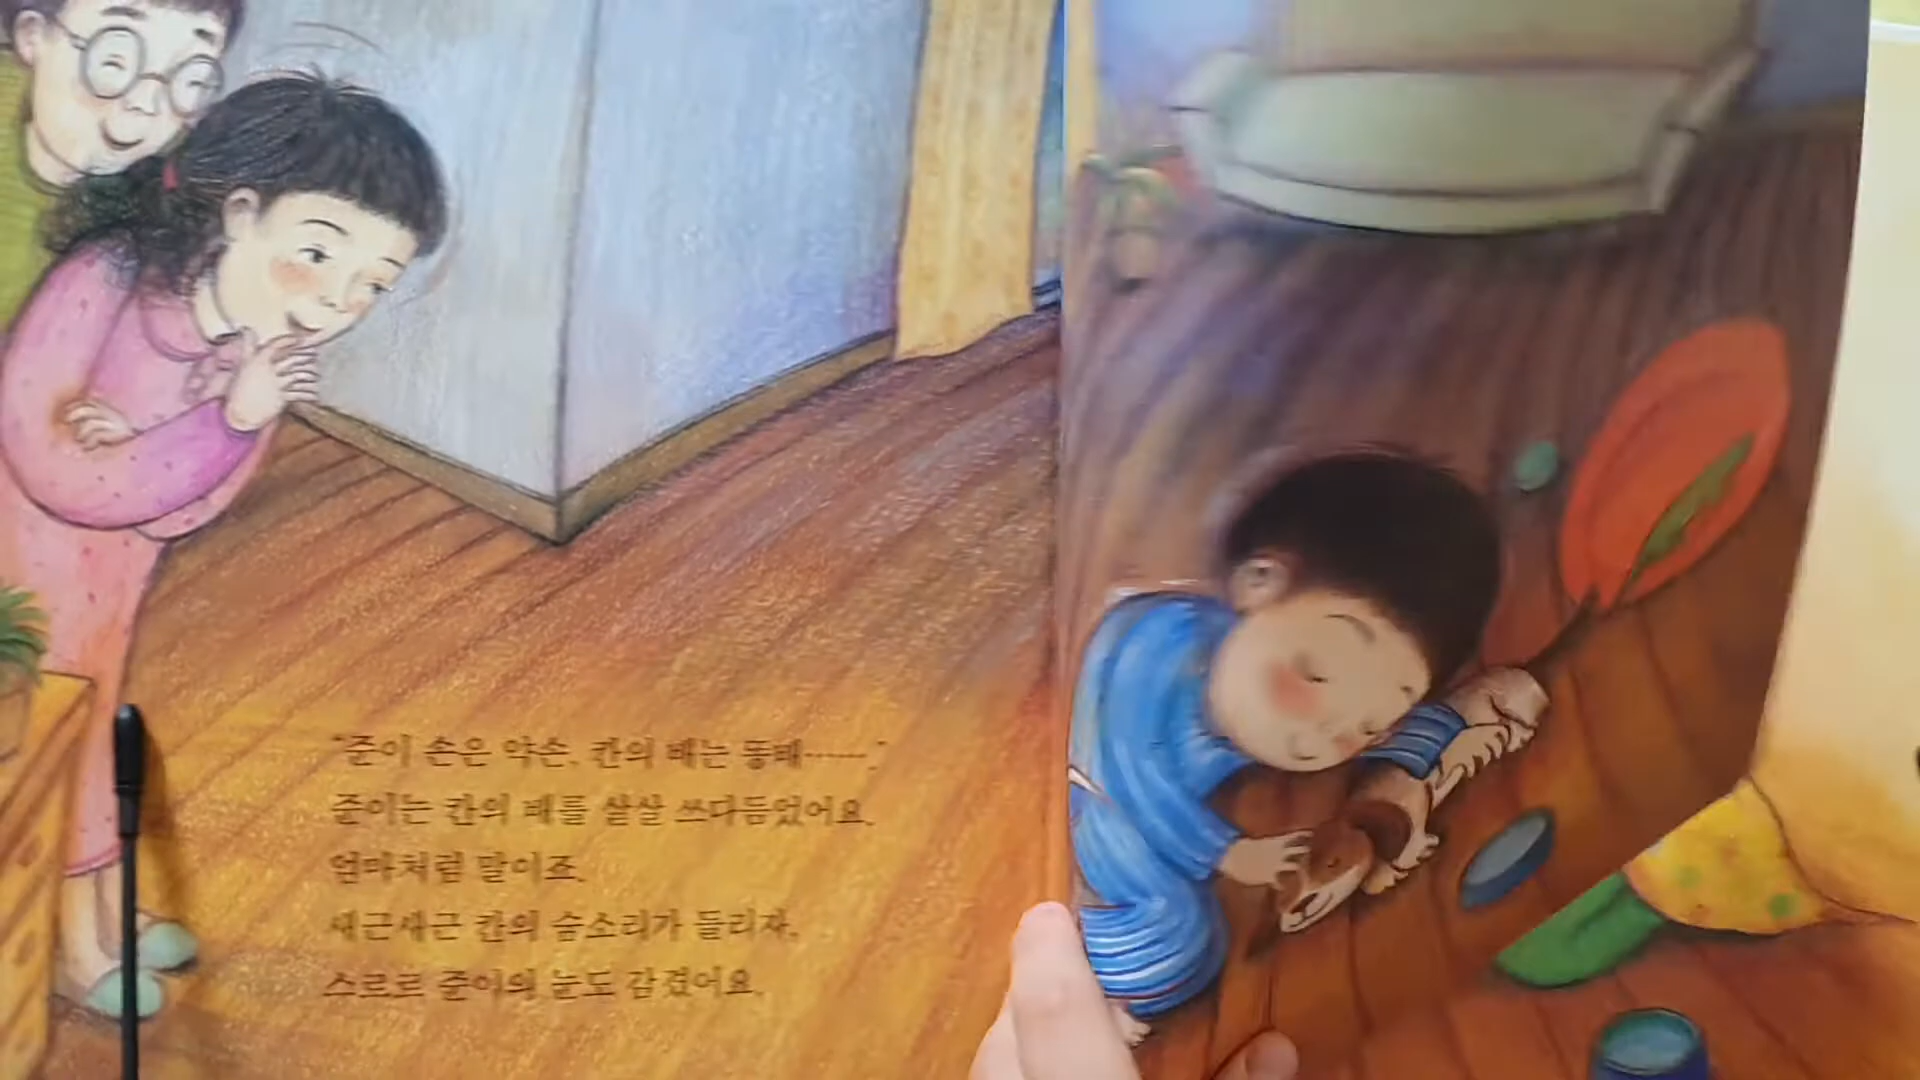 "준이 손은 약손, 칸의 배는 똥배……."
준이는 칸의 배를 살살 쓰다듬었어요.
엄마처럼 말이죠.
새근새근 칸의 숨소리가 들리자,
스르르 준이의 눈도 감겼어요.